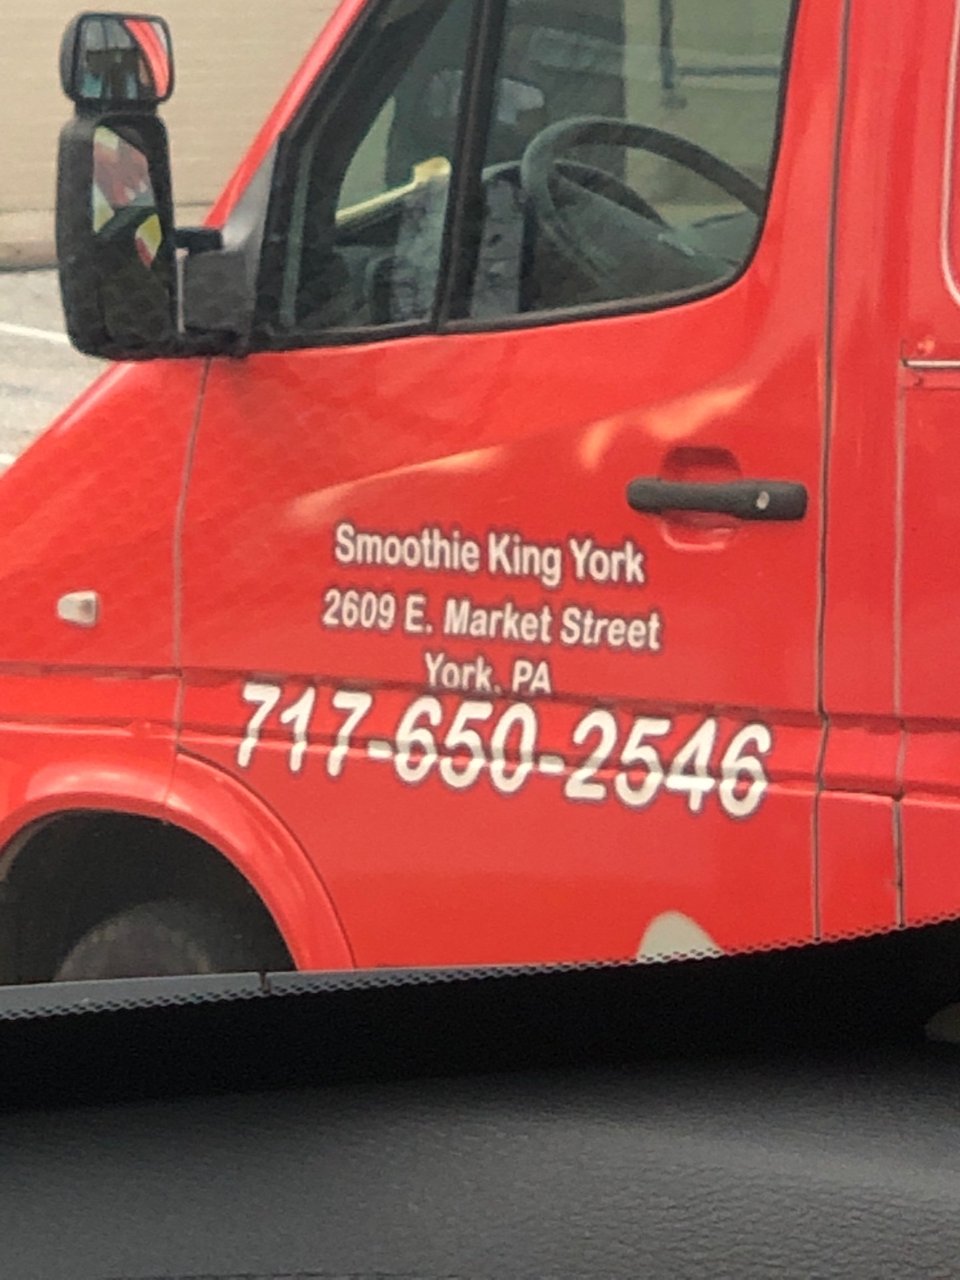 Smoothie King York
2609 E. Market Street
York, PA
717-650-2546